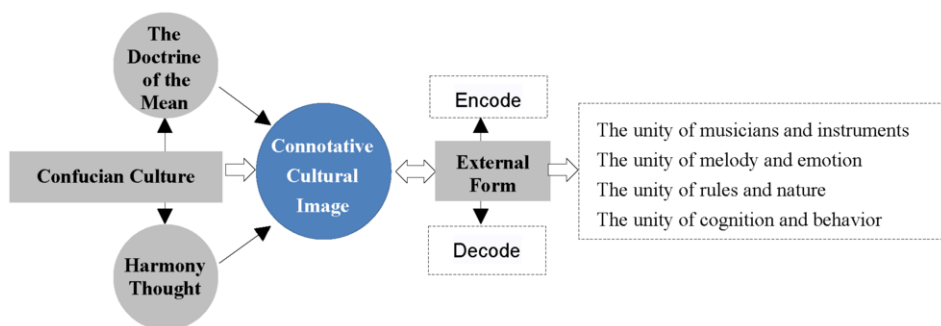 The
Doctrine
of the
Mean
Confucian Culture
Harmony
Thought
Connotative
Cultural
Image
Encode
External
Form
Decode
The unity of musicians and instruments
The unity of melody and emotion
The unity of rules and nature
The unity of cognition and behavior